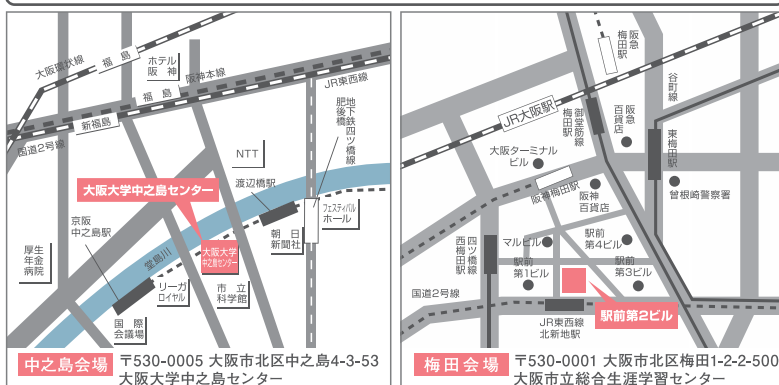 大阪環状線
福島
ホテル
阪神
阪神本線
JR東西線
福島
新福島
国道2号線
地下鉄四ツ橋線
肥後橋
NTT
渡辺橋駅
大阪大学中之島センター
フェスティバル
ホール
京阪
中之島駅
朝日
新聞社
堂島川
大阪大学
中之島センター
厚生
年金
病院
リーガ
ロイヤル
市立
科学館
国際
会議場
中之島会場
〒530-0005 大阪市北区中之島4-3-53
大阪大学中之島センター
阪急
梅田駅
谷町線
JR大阪駅
御堂筋線
梅田駅
阪急
百貨店
東梅田駅
大阪ターミナル
ビル
阪神梅田駅
阪神
百貨店
曾根崎警察署
四ツ橋線
西梅田駅
マルビル
駅前
第4ビル
駅前
第1ビル
駅前
第3ビル
国道2号線
駅前第2ビル
JR東西線
北新地駅
梅田会場
〒530-0001 大阪市北区梅田1-2-2-500
大阪市立総合生涯学習センター